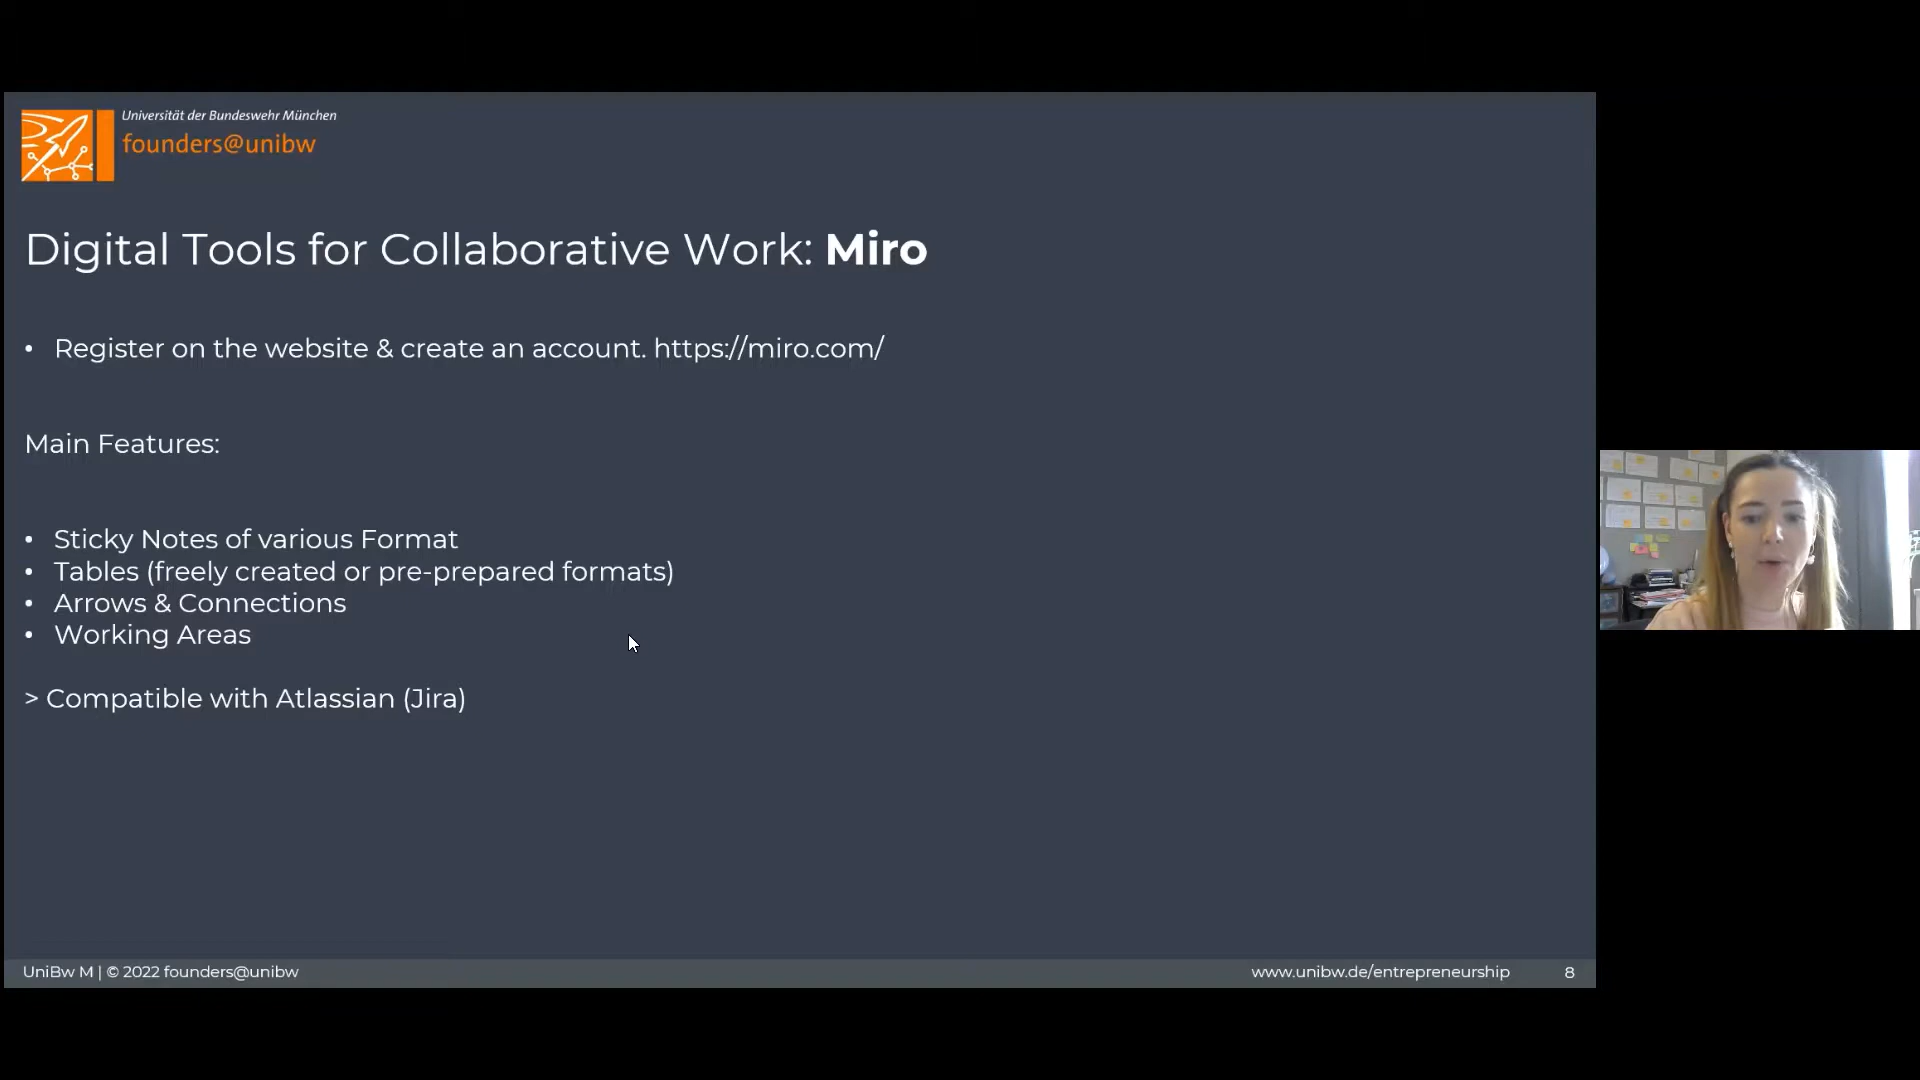 Universität der Bundeswehr München
founders@unibw
Digital Tools for Collaborative Work: Miro
• Register on the website & create an account. https://miro.com/
Main Features:
• Sticky Notes of various Format
• Tables (freely created or pre-prepared formats)
• Arrows & Connections
• Working Areas
> Compatible with Atlassian (Jira)
UniBw M | © 2022 founders@unibw
www.unibw.de/entrepreneurship
8